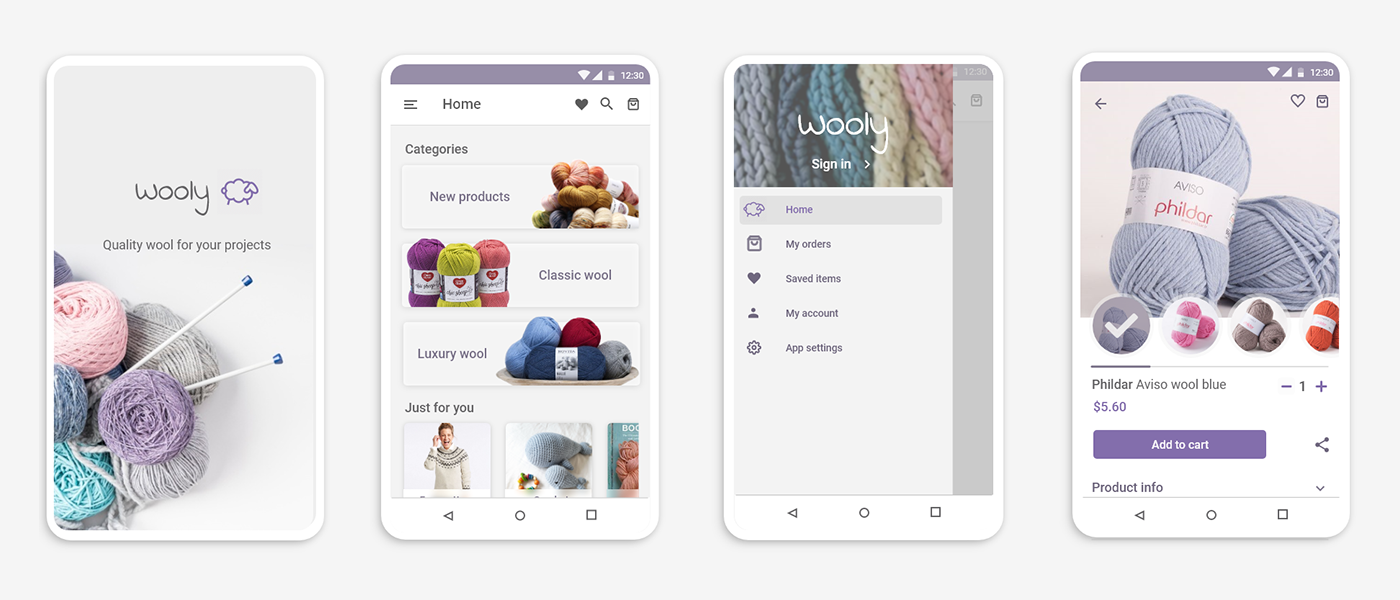 wooly
Quality wool for your projects
12:30
Home
Categories
New products
Classic wool
Luxury wool
Just for you
BOO
12:30
wooly
Sign in
Home
My orders
Saved items
My account
App settings
12:30
AVISO
phildar
Phildar Aviso wool blue
1
$5.60
Add to cart
Product info